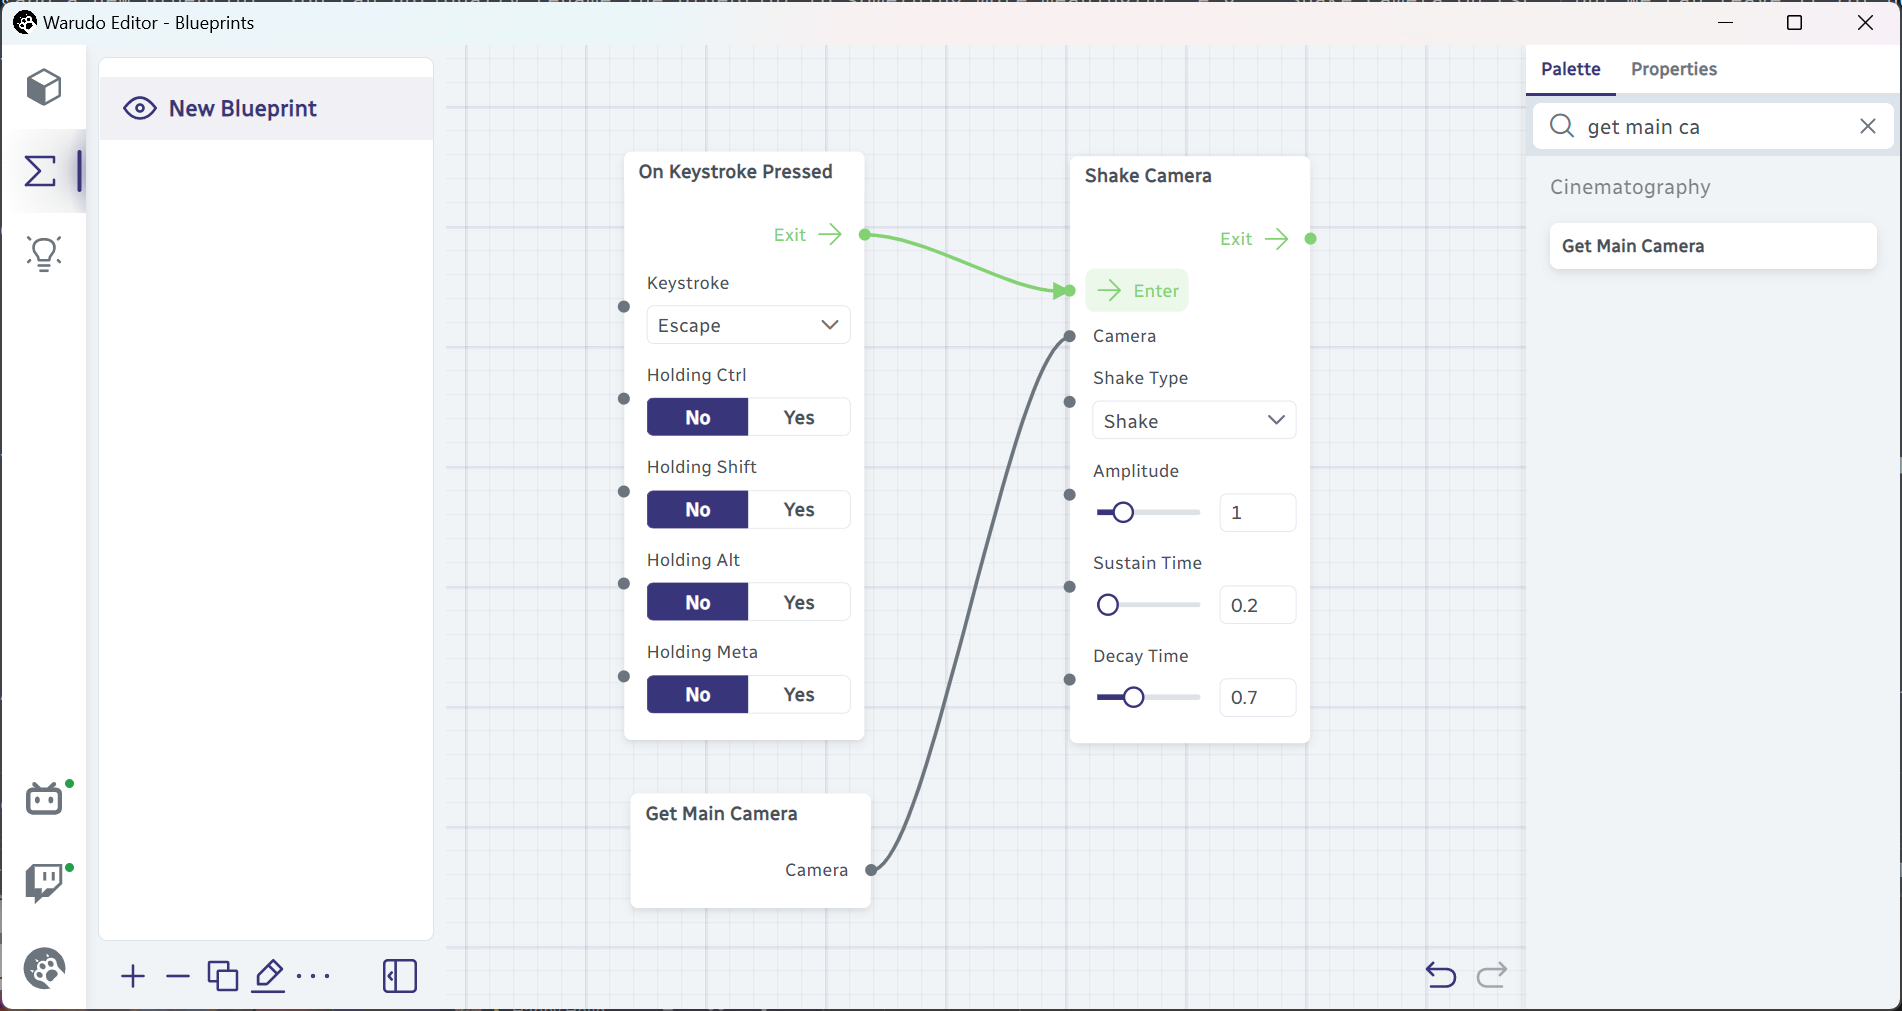 Warudo Editor - Blueprints
New Blueprint
On Keystroke Pressed
Exit
Keystroke
Escape
Holding Ctrl
No Yes
Holding Shift
No Yes
Holding Alt
No Yes
Holding Meta
No Yes
Get Main Camera
Camera
Shake Camera
Exit
Enter
Camera
Shake Type
Shake
Amplitude
1
Sustain Time
0.2
Decay Time
0.7
Palette Properties
get main ca
Cinematography
Get Main Camera